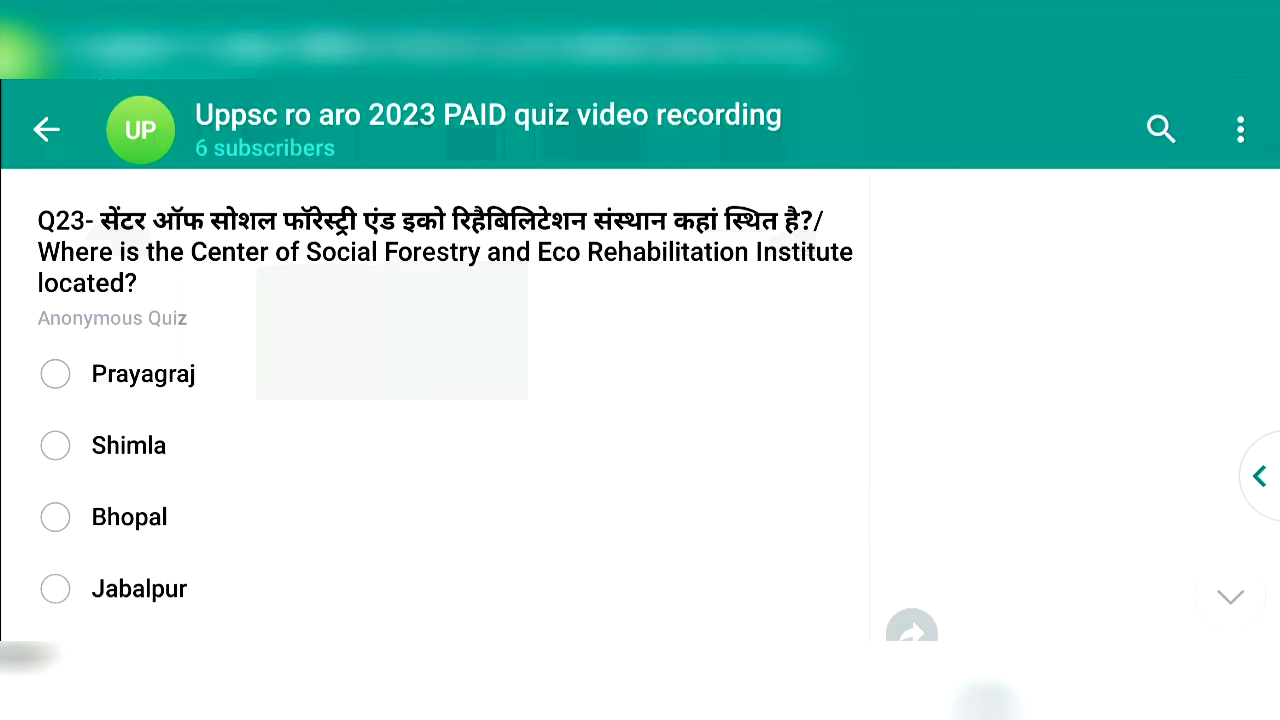 UP
Uppsc ro aro 2023 PAID quiz video recording
6 subscribers
Q23- सेंटर ऑफ सोशल फॉरेस्ट्री एंड इको रिहैबिलिटेशन संस्थान कहां स्थित है?/
Where is the Center of Social Forestry and Eco Rehabilitation Institute
located?
Anonymous Quiz
Prayagraj
Shimla
Bhopal
Jabalpur